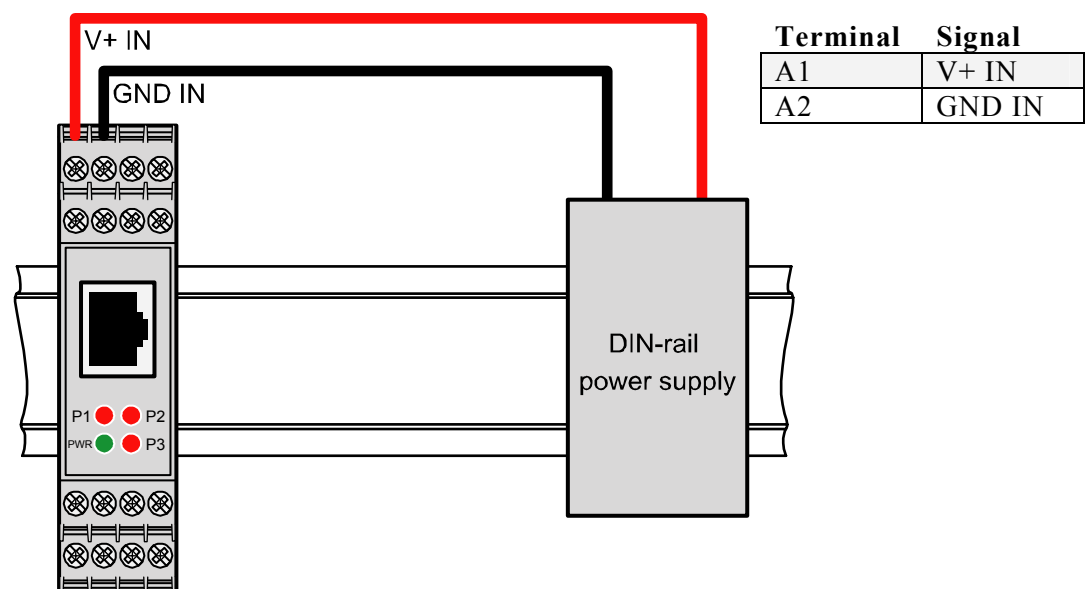 V+ IN
GND IN
Terminal Signal
A1 V+ IN
A2 GND IN
DIN-rail
power supply
P1 P2
PWR P3